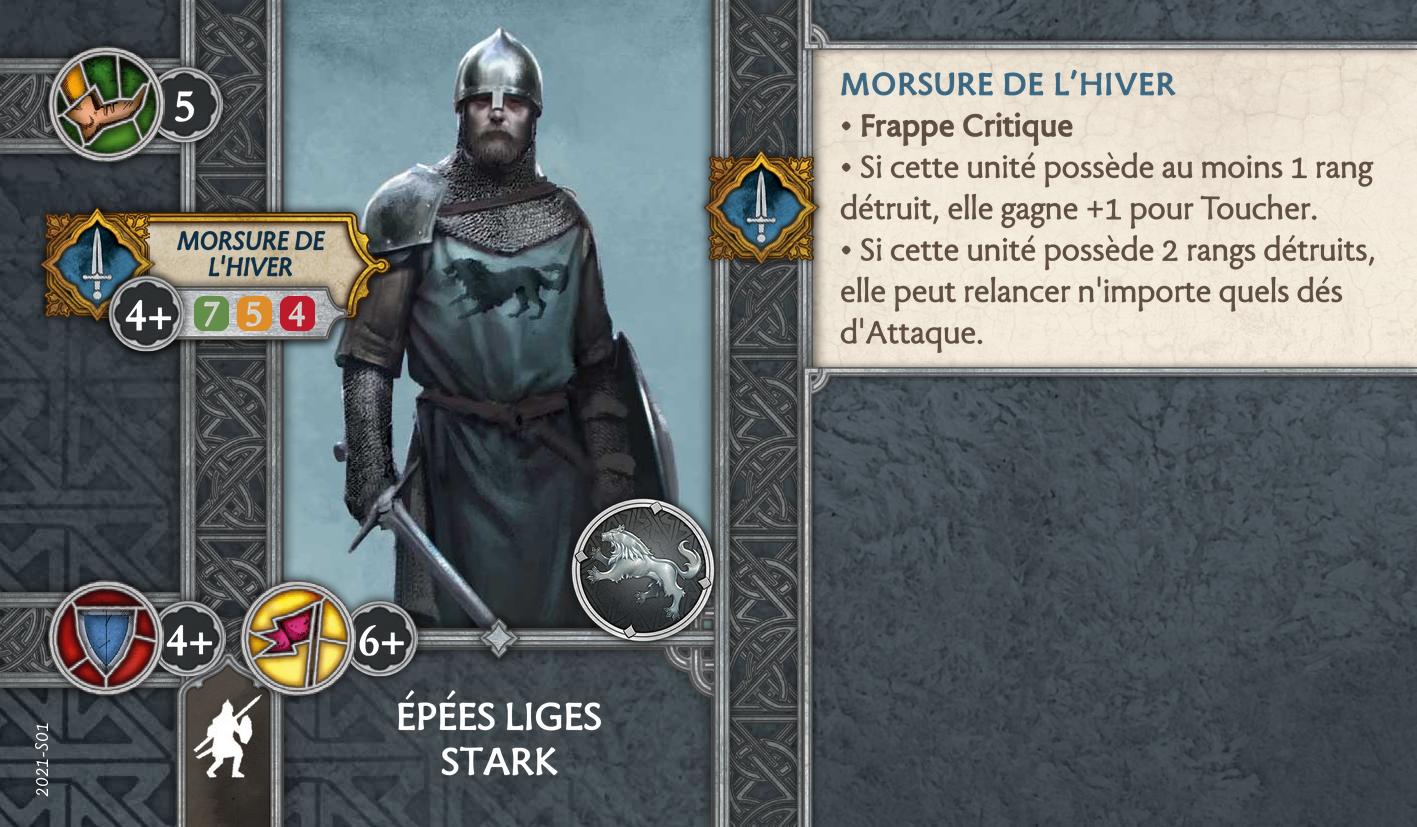 5
MORSURE DE
L'HIVER
4+
7 5 4
4+
6+
ÉPÉES LIGES
STARK
2021-S01
MORSURE DE L’HIVER
• Frappe Critique
• Si cette unité possède au moins 1 rang
détruit, elle gagne +1 pour Toucher.
• Si cette unité possède 2 rangs détruits,
elle peut relancer n'importe quels dés
d'Attaque.